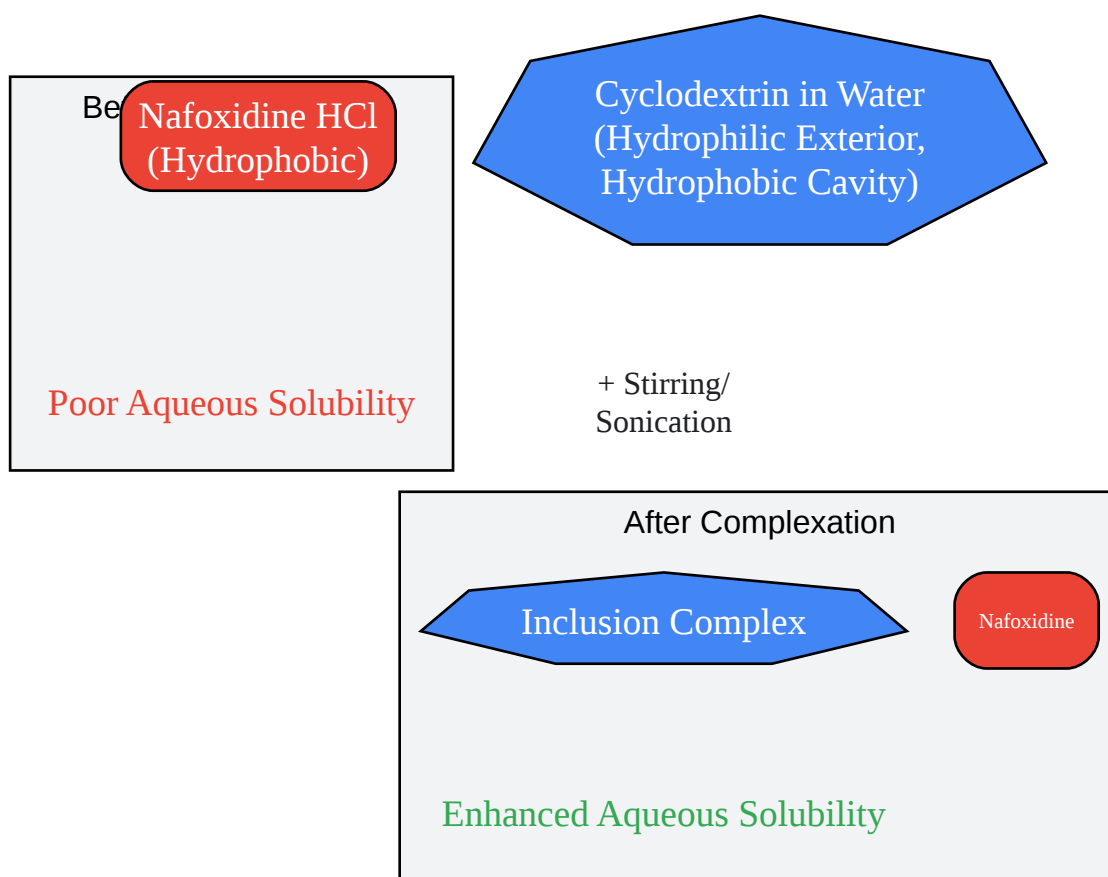 Be
Nafoxidine HCl
(Hydrophobic)
Poor Aqueous Solubility
Cyclodextrin in Water
(Hydrophilic Exterior,
Hydrophobic Cavity)
+ Stirring/
Sonication
After Complexation
Inclusion Complex
Nafoxidine
Enhanced Aqueous Solubility